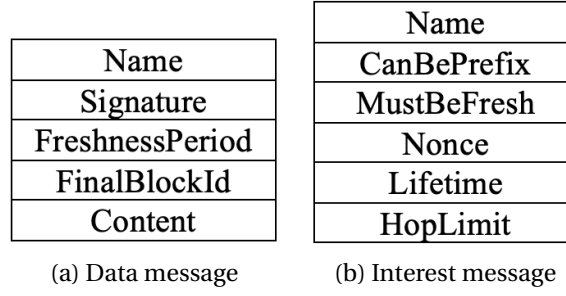 Name
Signature
FreshnessPeriod
FinalBlockId
Content
(a) Data message
Name
CanBePrefix
MustBeFresh
Nonce
Lifetime
HopLimit
(b) Interest message